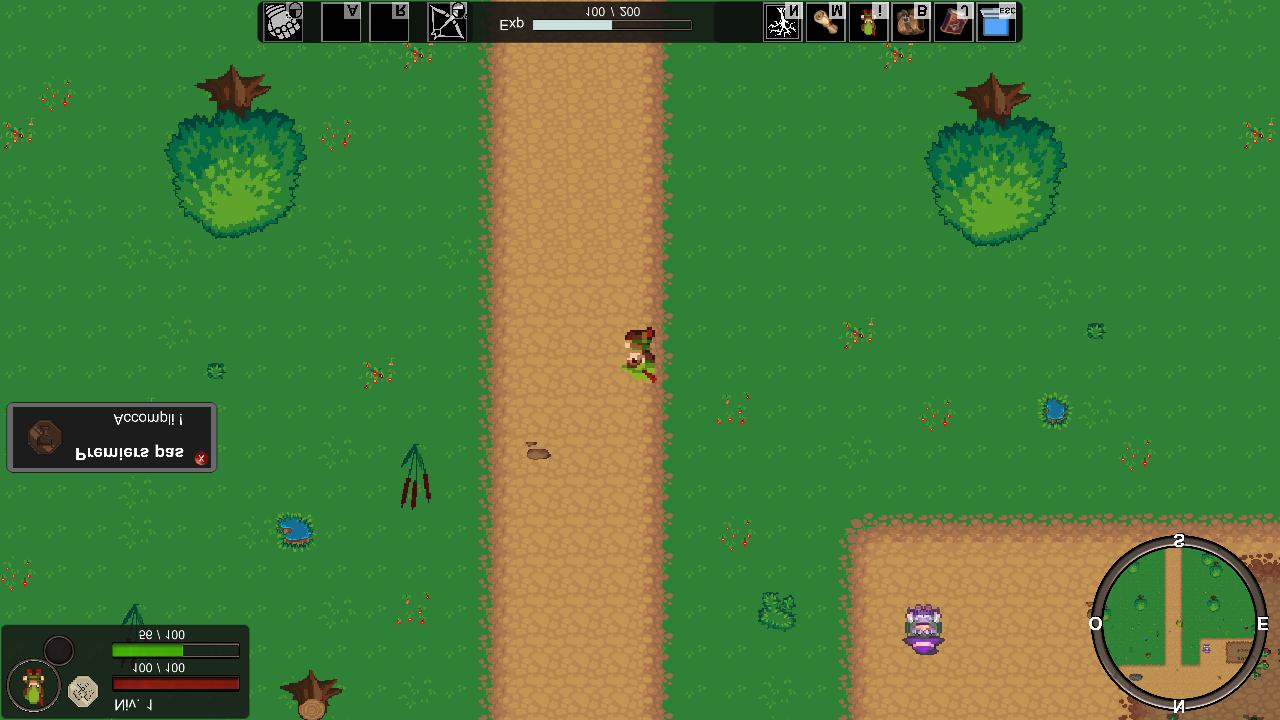 Niv. 1
100 / 100
56 / 100
N
O
E
S
Premiers pas
x
Accompli !
A
R
Exp
100 / 200
N
M
I
B
J
ESC